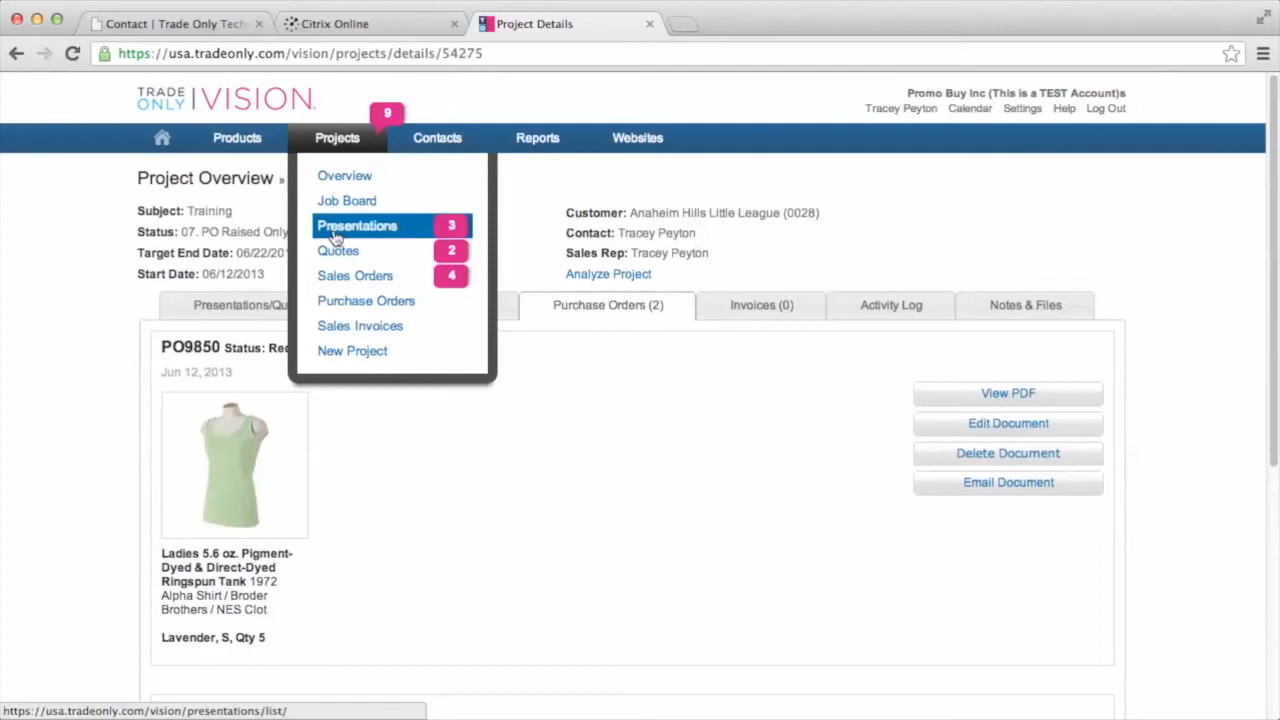 Contact | Trade Only Tech
Citrix Online
Project Details
https://usa.tradeonly.com/vision/projects/details/54275
TRADE ONLY | VISION
Promo Buy Inc (This is a TEST Account)s
Tracey Peyton Calendar Settings Help Log Out
9
Products Projects Contacts Reports Websites
Overview
Job Board
Presentations 3
Quotes 2
Sales Orders 4
Purchase Orders
Sales Invoices
New Project
Project Overview »
Subject: Training
Status: 07. PO Raised Only
Target End Date: 06/22/201
Start Date: 06/12/2013
Customer: Anaheim Hills Little League (0028)
Contact: Tracey Peyton
Sales Rep: Tracey Peyton
Analyze Project
Presentations/Qu Purchase Orders (2) Invoices (0) Activity Log Notes & Files
PO9850 Status: Rec
Jun 12, 2013
View PDF
Edit Document
Delete Document
Email Document
Ladies 5.6 oz. Pigment-
Dyed & Direct-Dyed
Ringspun Tank 1972
Alpha Shirt / Broder
Brothers / NES Clot
Lavender, S, Qty 5
https://usa.tradeonly.com/vision/presentations/list/